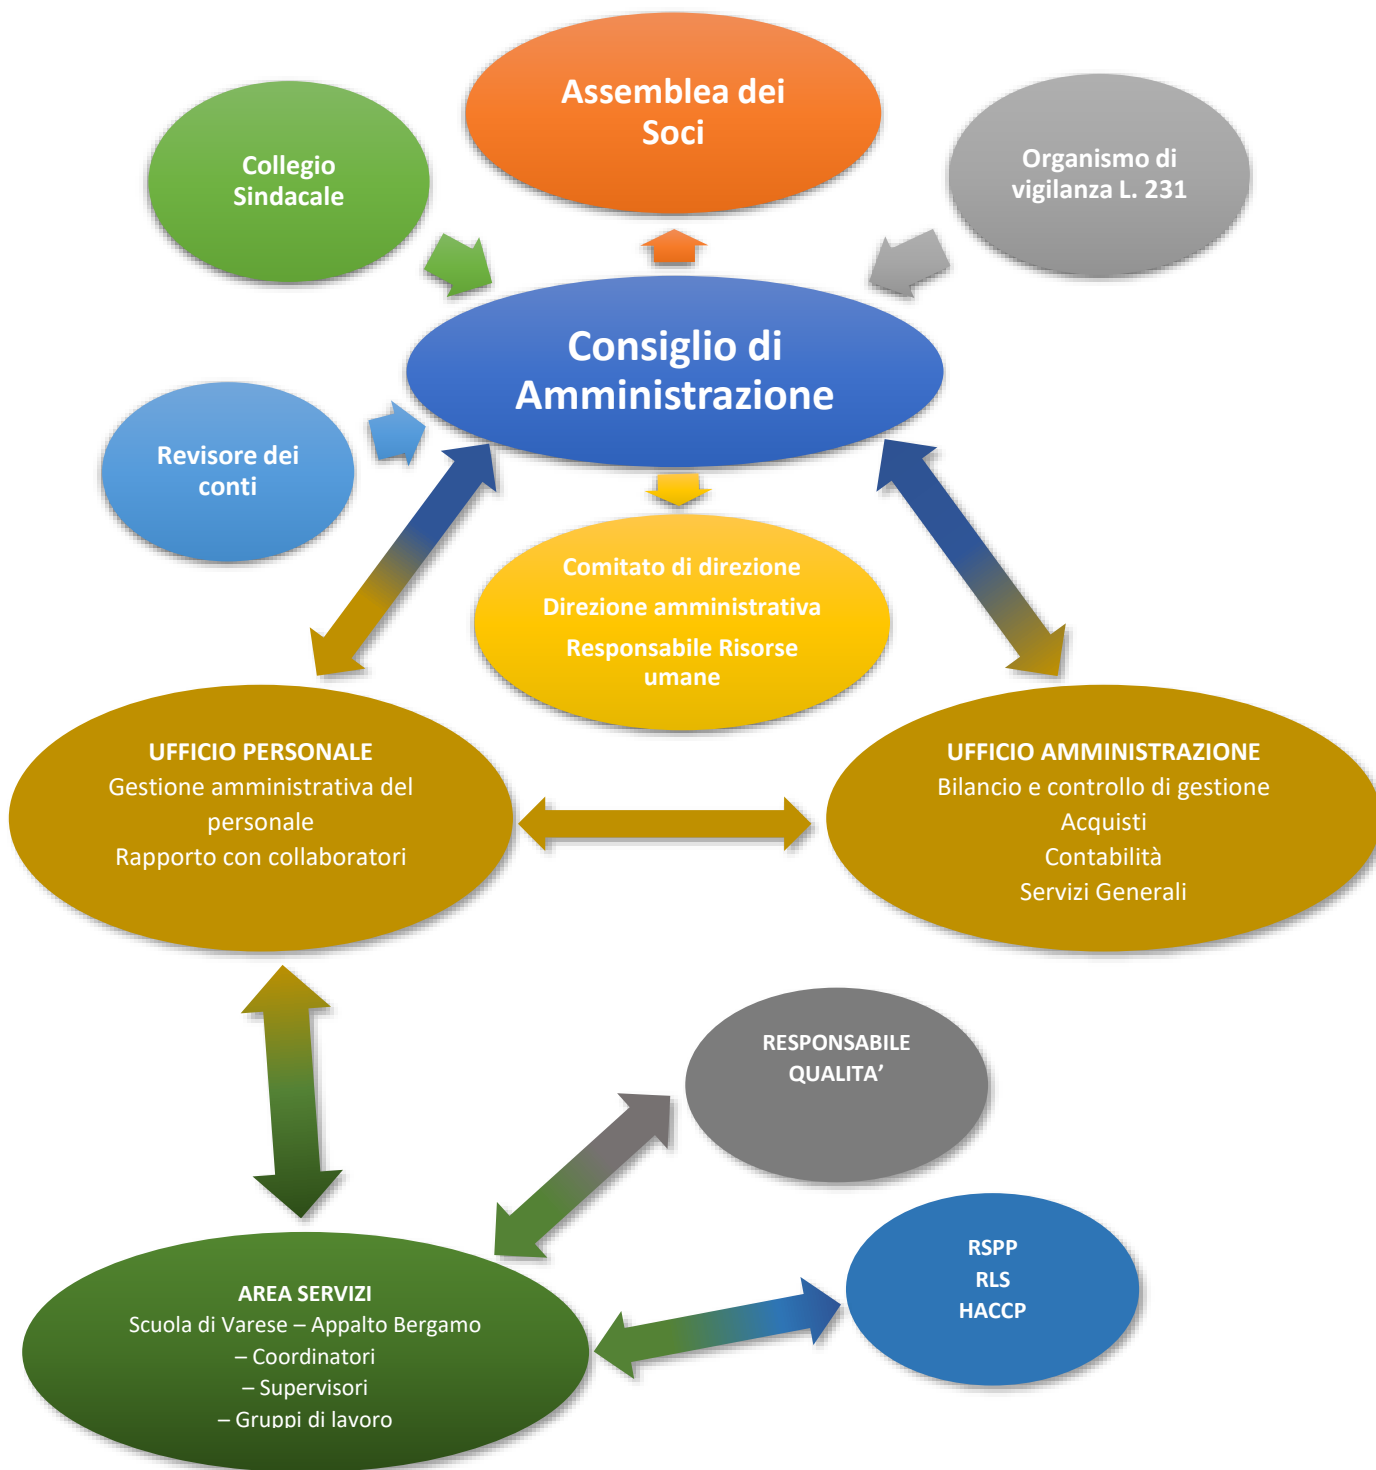 Assemblea dei
Soci
Collegio
Sindacale
Organismo di
vigilanza L. 231
Consiglio di
Amministrazione
Revisore dei
conti
Comitato di direzione
Direzione amministrativa
Responsabile Risorse
umane
UFFICIO PERSONALE
Gestione amministrativa del
personale
Rapporto con collaboratori
UFFICIO AMMINISTRAZIONE
Bilancio e controllo di gestione
Acquisti
Contabilità
Servizi Generali
RESPONSABILE
QUALITA’
RSPP
RLS
HACCP
AREA SERVIZI
Scuola di Varese – Appalto Bergamo
– Coordinatori
– Supervisori
– Gruppi di lavoro